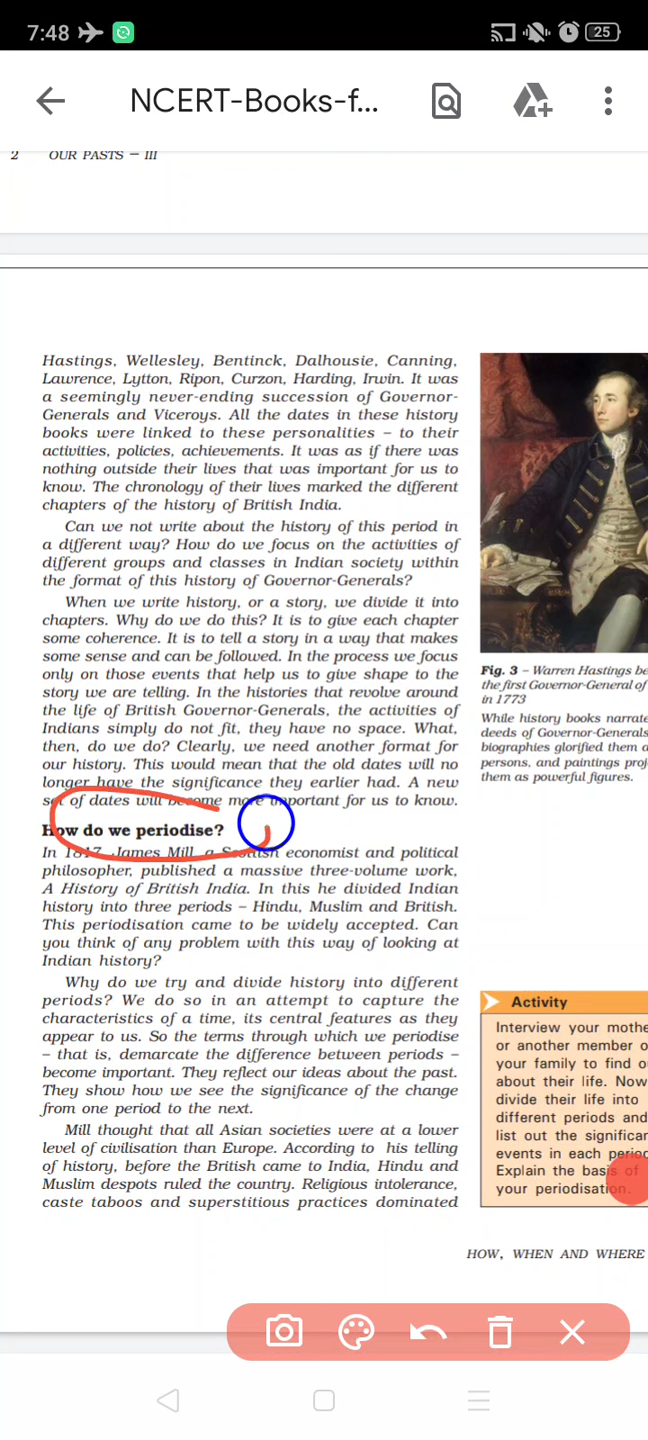 7:48
25
NCERT-Books-f...
2 OUR PASTS – III
Hastings, Wellesley, Bentinck, Dalhousie, Canning,
Lawrence, Lytton, Ripon, Curzon, Harding, Irwin. It was
a seemingly never-ending succession of Governor-
Generals and Viceroys. All the dates in these history
books were linked to these personalities – to their
activities, policies, achievements. It was as if there was
nothing outside their lives that was important for us to
know. The chronology of their lives marked the different
chapters of the history of British India.
Can we not write about the history of this period in
a different way? How do we focus on the activities of
different groups and classes in Indian society within
the format of this history of Governor-Generals?
When we write history, or a story, we divide it into
chapters. Why do we do this? It is to give each chapter
some coherence. It is to tell a story in a way that makes
some sense and can be followed. In the process we focus
only on those events that help us to give shape to the
story we are telling. In the histories that revolve around
the life of British Governor-Generals, the activities of
Indians simply do not fit, they have no space. What,
then, do we do? Clearly, we need another format for
our history. This would mean that the old dates will no
longer have the significance they earlier had. A new
set of dates will become more important for us to know.
How do we periodise?
In 1817, James Mill, a Scottish economist and political
philosopher, published a massive three-volume work,
A History of British India. In this he divided Indian
history into three periods – Hindu, Muslim and British.
This periodisation came to be widely accepted. Can
you think of any problem with this way of looking at
Indian history?
Why do we try and divide history into different
periods? We do so in an attempt to capture the
characteristics of a time, its central features as they
appear to us. So the terms through which we periodise
– that is, demarcate the difference between periods –
become important. They reflect our ideas about the past.
They show how we see the significance of the change
from one period to the next.
Mill thought that all Asian societies were at a lower
level of civilisation than Europe. According to his telling
of history, before the British came to India, Hindu and
Muslim despots ruled the country. Religious intolerance,
caste taboos and superstitious practices dominated
Fig. 3 – Warren Hastings be
the first Governor-General of
in 1773
While history books narrate
deeds of Governor-Generals
biographies glorified them a
persons, and paintings proj
them as powerful figures.
Activity
Interview your mothe
or another member o
your family to find o
about their life. Now
divide their life into
different periods and
list out the significan
events in each period
Explain the basis of
your periodisation.
HOW, WHEN AND WHERE